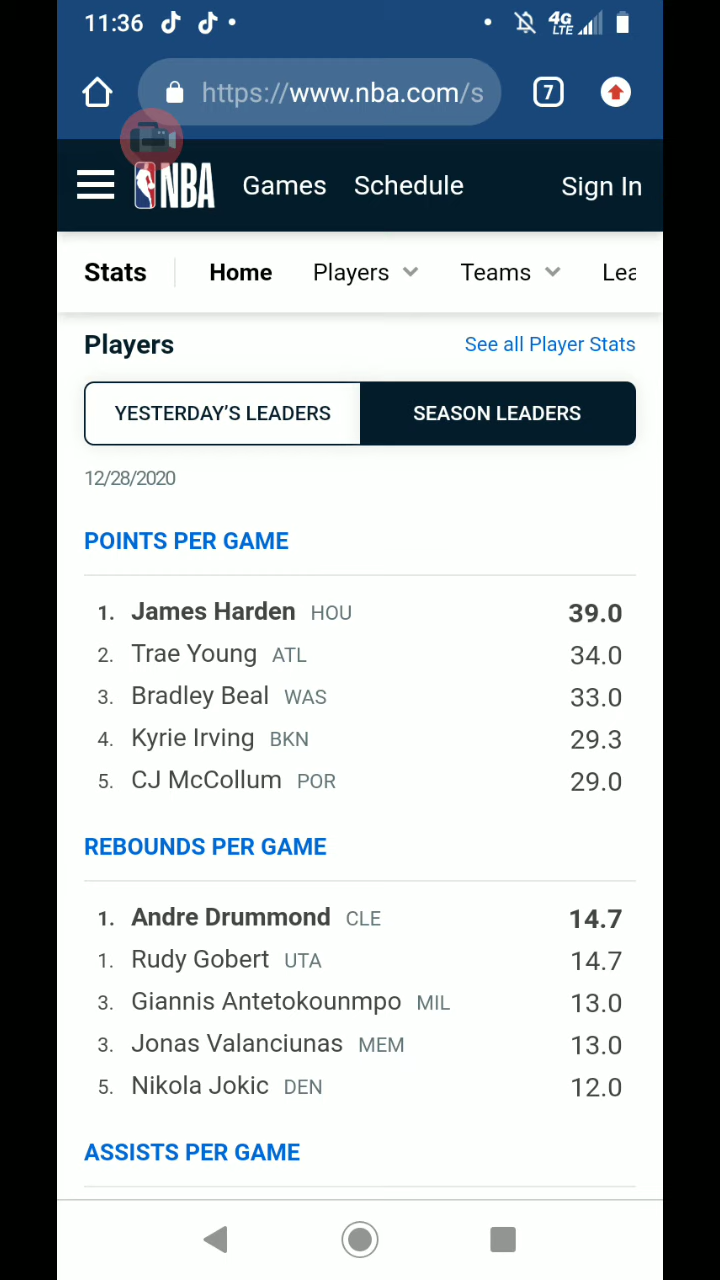 11:36 4G LTE
https://www.nba.com/s 7
NBA Games Schedule Sign In
Stats Home Players Teams Lea
Players See all Player Stats
YESTERDAY'S LEADERS SEASON LEADERS
12/28/2020
POINTS PER GAME
1. James Harden HOU 39.0
2. Trae Young ATL 34.0
3. Bradley Beal WAS 33.0
4. Kyrie Irving BKN 29.3
5. CJ McCollum POR 29.0
REBOUNDS PER GAME
1. Andre Drummond CLE 14.7
1. Rudy Gobert UTA 14.7
3. Giannis Antetokounmpo MIL 13.0
3. Jonas Valanciunas MEM 13.0
5. Nikola Jokic DEN 12.0
ASSISTS PER GAME